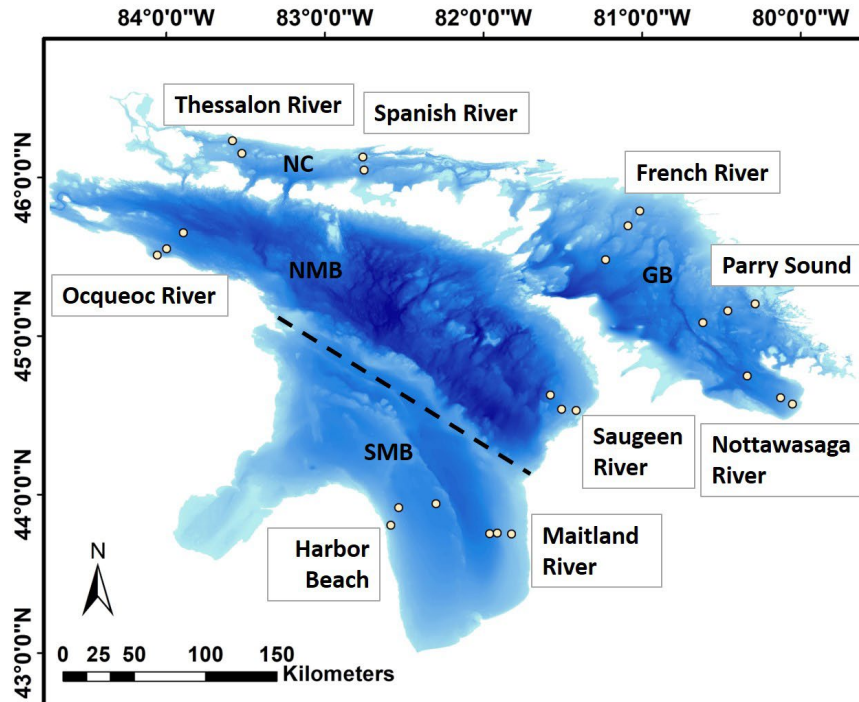 84°0'0"W 83°0'0"W 82°0'0"W 81°0'0"W 80°0'0"W
Thessalon River
Spanish River
NC
French River
46°0'0"N
NMB
GB
Parry Sound
Ocqueoc River
45°0'0"N
SMB
Saugeen
River
Nottawasaga
River
44°0'0"N
Harbor
Beach
Maitland
River
N
43°0'0"N
0 25 50 100 150
Kilometers